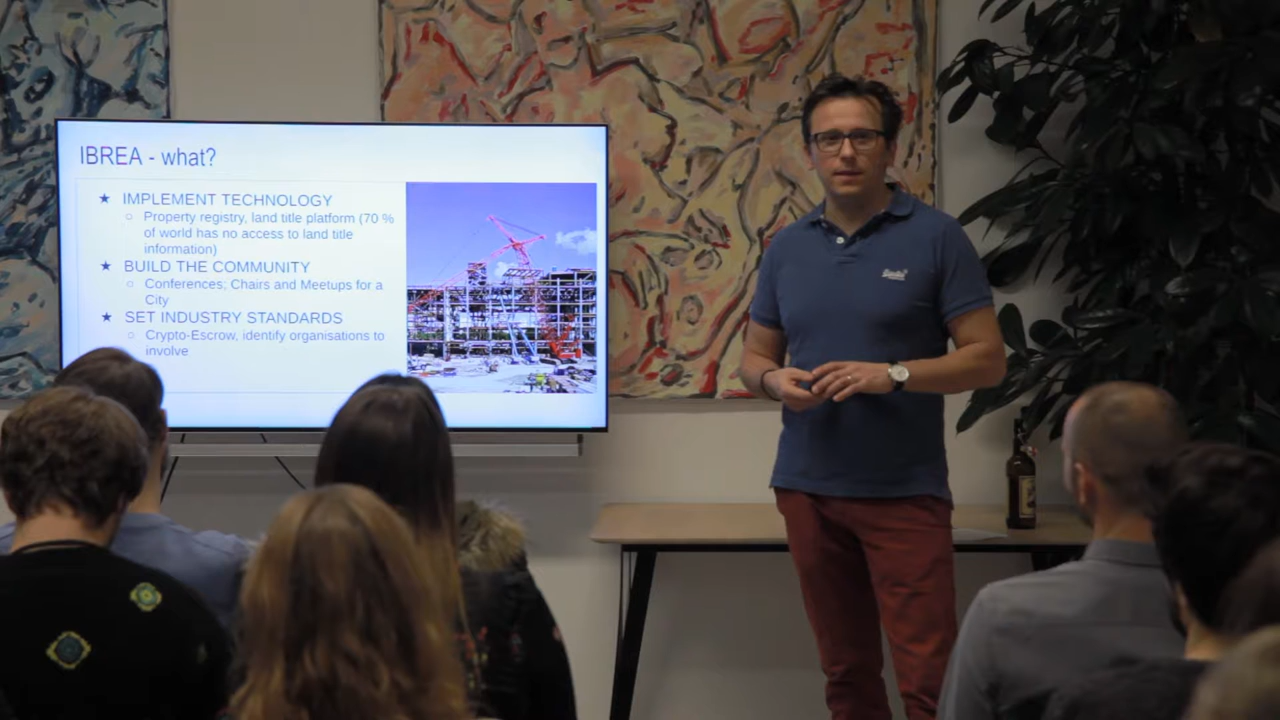 IBREA - what?
★ IMPLEMENT TECHNOLOGY
○ Property registry, land title platform (70 %
of world has no access to land title
information)
★ BUILD THE COMMUNITY
○ Conferences; Chairs and Meetups for a
City
★ SET INDUSTRY STANDARDS
○ Crypto-Escrow, identify organisations to
involve